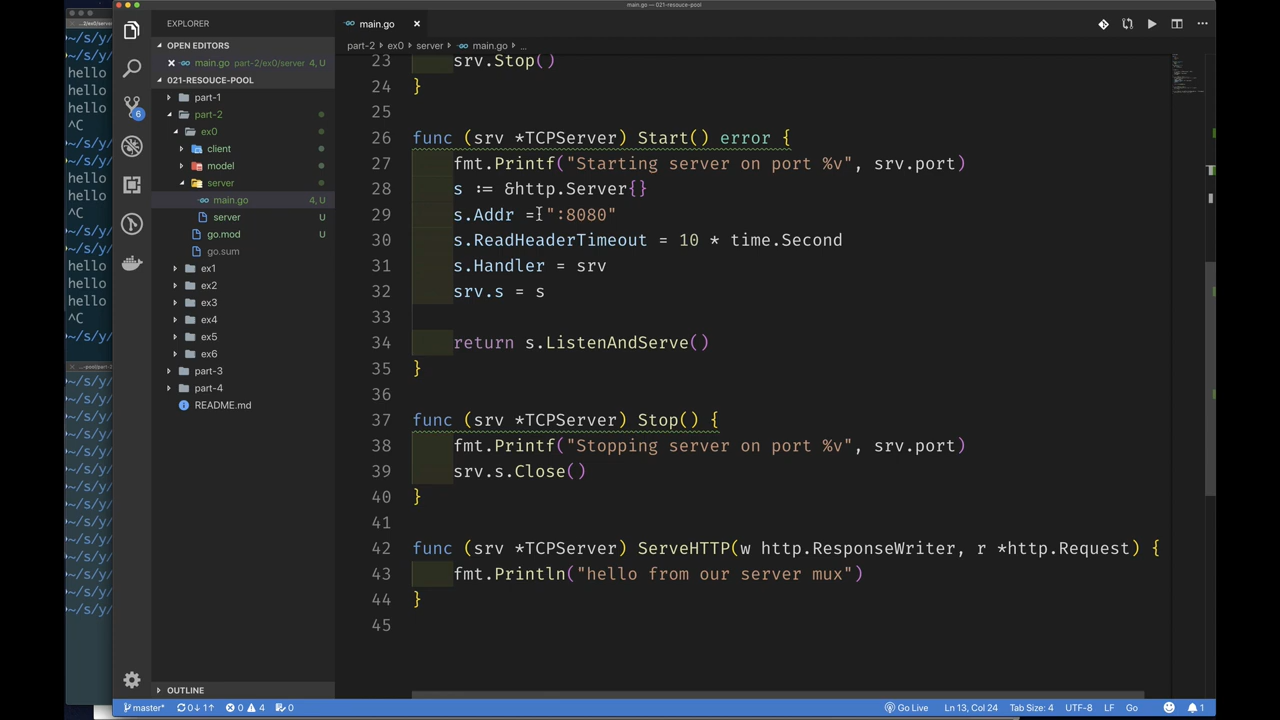 main.go — 021-resouce-pool
EXPLORER
OPEN EDITORS
main.go part-2/ex0/server 4, U
021-RESOUCE-POOL
part-1
part-2
ex0
client
model
server
main.go 4, U
server U
go.mod U
go.sum
ex1
ex2
ex3
ex4
ex5
ex6
part-3
part-4
README.md
OUTLINE
main.go
part-2 › ex0 › server › main.go › ...
23 srv.Stop()
24 }
25
26 func (srv *TCPServer) Start() error {
27 fmt.Printf("Starting server on port %v", srv.port)
28 s := &http.Server{}
29 s.Addr = ":8080"
30 s.ReadHeaderTimeout = 10 * time.Second
31 s.Handler = srv
32 srv.s = s
33
34 return s.ListenAndServe()
35 }
36
37 func (srv *TCPServer) Stop() {
38 fmt.Printf("Stopping server on port %v", srv.port)
39 srv.s.Close()
40 }
41
42 func (srv *TCPServer) ServeHTTP(w http.ResponseWriter, r *http.Request) {
43 fmt.Println("hello from our server mux")
44 }
45
~/s/y/
~/s/y/
hello
hello
hello
^C
~/s/y/
hello
hello
^C
~/s/y/
hello
hello
hello
^C
~/s/y/
6
master* 0↓ 1↑ 0 4 0 Go Live Ln 13, Col 24 Tab Size: 4 UTF-8 LF Go 1